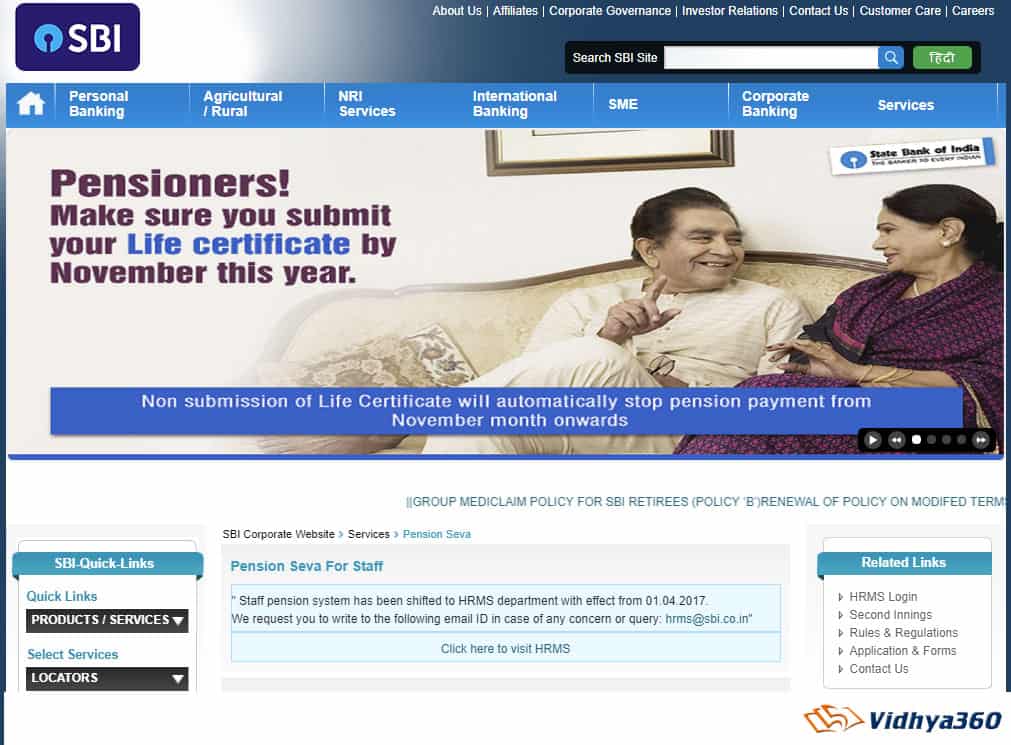 About Us | Affiliates | Corporate Governance | Investor Relations | Contact Us | Customer Care | Careers
SBI
Search SBI Site
हिंदी
Personal Banking
Agricultural / Rural
NRI Services
International Banking
SME
Corporate Banking
Services
State Bank of India
THE BANKER TO EVERY INDIAN
Pensioners!
Make sure you submit
your Life certificate by
November this year.
Non submission of Life Certificate will automatically stop pension payment from
November month onwards
||GROUP MEDICLAIM POLICY FOR SBI RETIREES (POLICY 'B')RENEWAL OF POLICY ON MODIFED TERMS
SBI Corporate Website > Services > Pension Seva
SBI-Quick-Links
Quick Links
PRODUCTS / SERVICES
Select Services
LOCATORS
Pension Seva For Staff
" Staff pension system has been shifted to HRMS department with effect from 01.04.2017.
We request you to write to the following email ID in case of any concern or query: hrms@sbi.co.in"
Click here to visit HRMS
Related Links
HRMS Login
Second Innings
Rules & Regulations
Application & Forms
Contact Us
Vidhya360